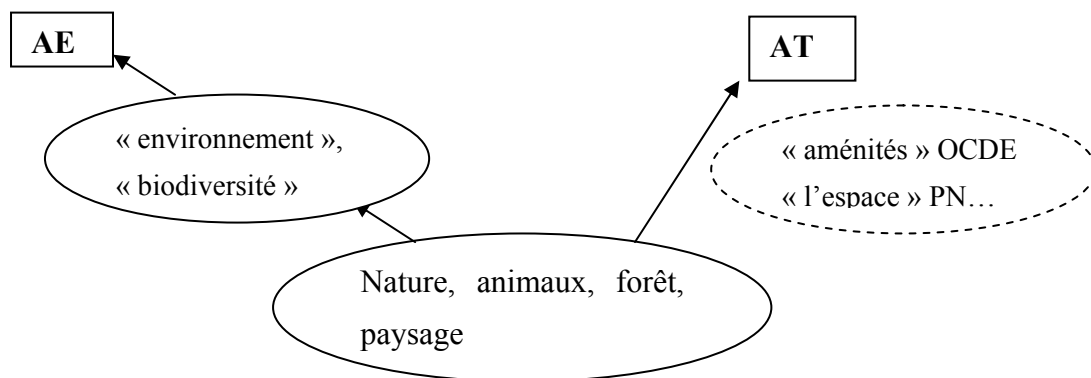 AE
AT
« environnement »,
« biodiversité »
« aménités » OCDE
« l’espace » PN…
Nature, animaux, forêt,
paysage